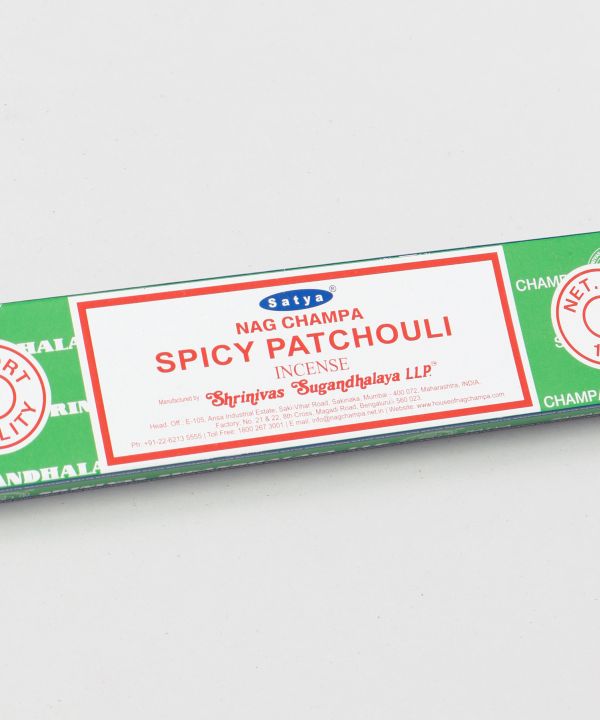 Satya®
NAG CHAMPA
SPICY PATCHOULI
INCENSE
Manufactured by Shrinivas Sugandhalaya LLP.™
Head. Off : E-105, Ansa Industrial Estate, Saki Vihar Road, Sakinaka, Mumbai - 400 072, Maharashtra, INDIA.
Factory: No: 21 & 22, 8th Cross, Magadi Road, Bengaluru - 560 023.
Ph +91-22 6213 5555 | Toll Free: 1800 267 3001 | E mail: info@nagchampa.net.in | Website: www.houseofnagchampa.com
NET.
CHAMP
CHAMPA